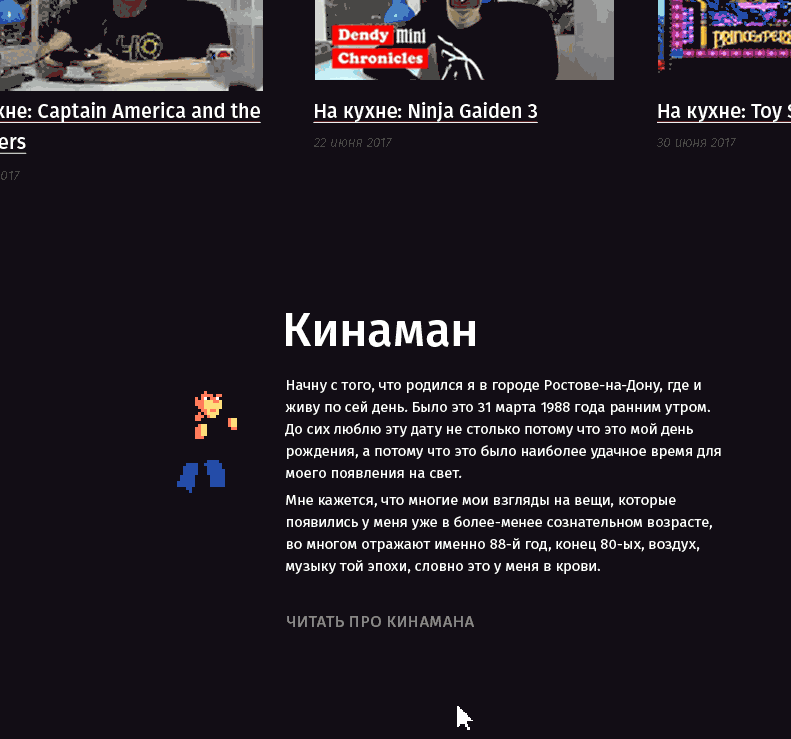 Dendy Mini
Chronicles
PRINCE of PERS
хне: Captain America and the
ers
2017
На кухне: Ninja Gaiden 3
22 июня 2017
На кухне: Toy S
30 июня 2017
Кинаман
Начну с того, что родился я в городе Ростове-на-Дону, где и
живу по сей день. Было это 31 марта 1988 года ранним утром.
До сих люблю эту дату не столько потому что это мой день
рождения, а потому что это было наиболее удачное время для
моего появления на свет.
Мне кажется, что многие мои взгляды на вещи, которые
появились у меня уже в более-менее сознательном возрасте,
во многом отражают именно 88-й год, конец 80-ых, воздух,
музыку той эпохи, словно это у меня в крови.
ЧИТАТЬ ПРО КИНАМАНА